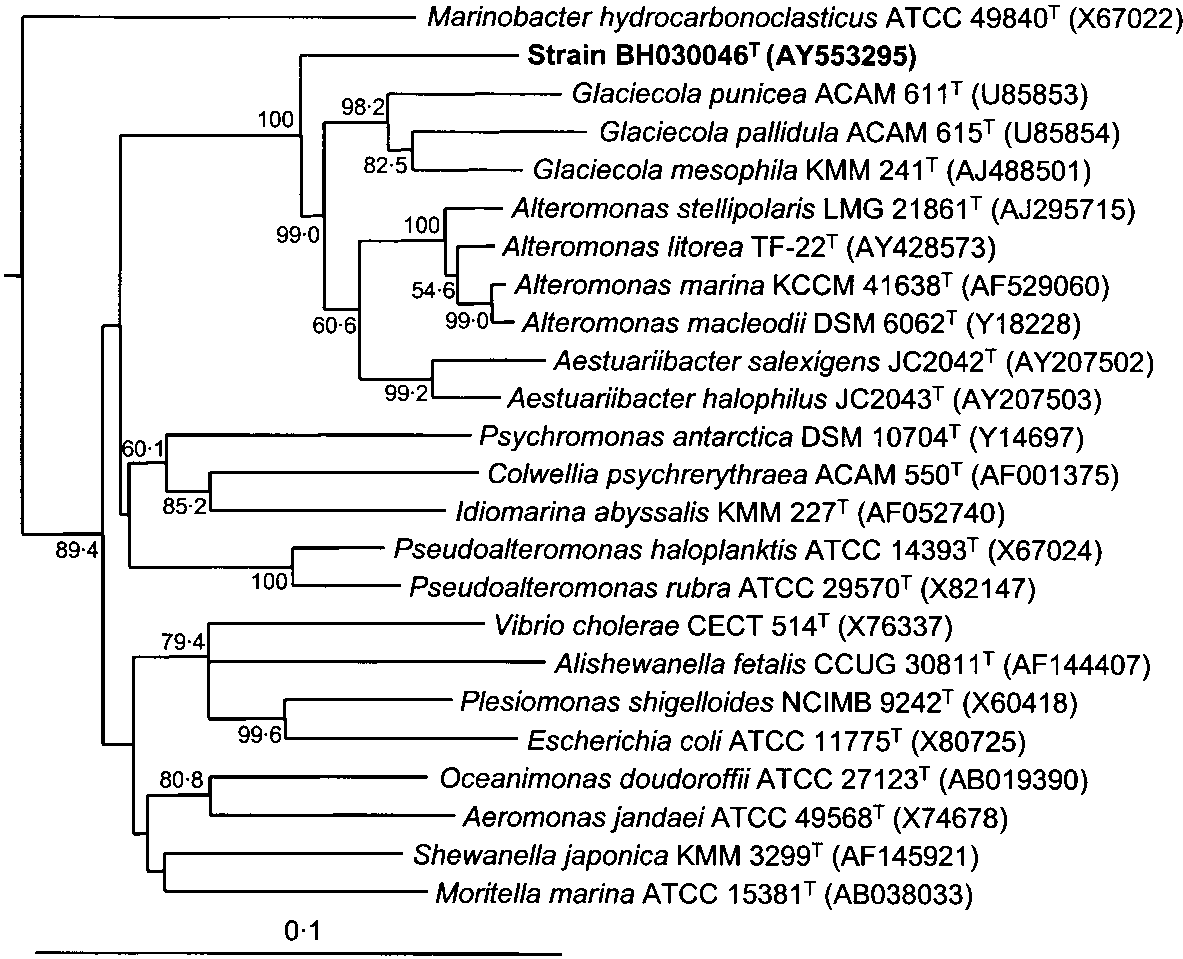 Marinobacter hydrocarbonoclasticus ATCC 49840T (X67022)
Strain BH030046T (AY553295)
98·2
Glaciecola punicea ACAM 611T (U85853)
100
Glaciecola pallidula ACAM 615T (U85854)
82·5
Glaciecola mesophila KMM 241T (AJ488501)
Alteromonas stellipolaris LMG 21861T (AJ295715)
99·0
100
Alteromonas litorea TF-22T (AY428573)
54·6
Alteromonas marina KCCM 41638T (AF529060)
60·6
99·0
Alteromonas macleodii DSM 6062T (Y18228)
Aestuariibacter salexigens JC2042T (AY207502)
99·2
Aestuariibacter halophilus JC2043T (AY207503)
60·1
Psychromonas antarctica DSM 10704T (Y14697)
Colwellia psychrerythraea ACAM 550T (AF001375)
85·2
Idiomarina abyssalis KMM 227T (AF052740)
89·4
Pseudoalteromonas haloplanktis ATCC 14393T (X67024)
100
Pseudoalteromonas rubra ATCC 29570T (X82147)
Vibrio cholerae CECT 514T (X76337)
79·4
Alishewanella fetalis CCUG 30811T (AF144407)
Plesiomonas shigelloides NCIMB 9242T (X60418)
99·6
Escherichia coli ATCC 11775T (X80725)
80·8
Oceanimonas doudoroffii ATCC 27123T (AB019390)
Aeromonas jandaei ATCC 49568T (X74678)
Shewanella japonica KMM 3299T (AF145921)
Moritella marina ATCC 15381T (AB038033)
0·1